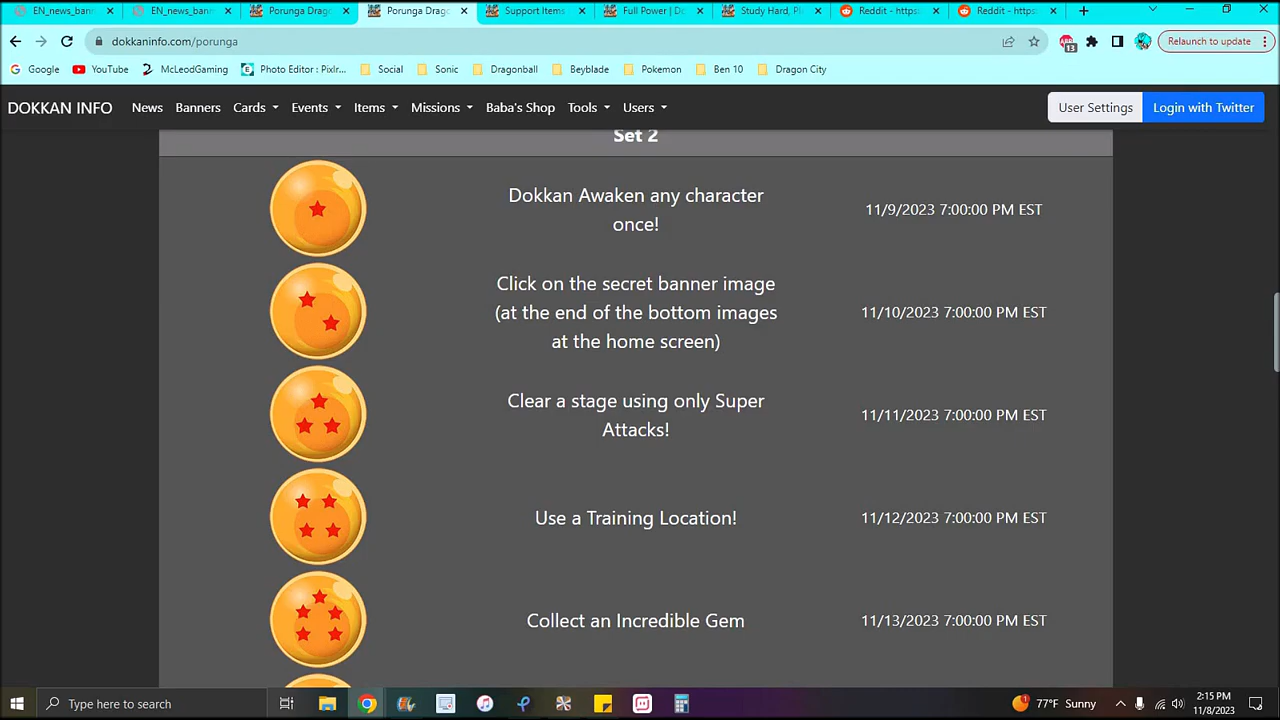 EN_news_bann
EN_news_bann
Porunga Drago
Porunga Drago
Support Items
Full Power | Do
Study Hard, Pl
Reddit - https
Reddit - https
dokkaninfo.com/porunga
13
Relaunch to update
Google
YouTube
McLeodGaming
Photo Editor : Pixlr...
Social
Sonic
Dragonball
Beyblade
Pokemon
Ben 10
Dragon City
DOKKAN INFO
News
Banners
Cards
Events
Items
Missions
Baba's Shop
Tools
Users
User Settings
Login with Twitter
Set 2
Dokkan Awaken any character
once!
11/9/2023 7:00:00 PM EST
Click on the secret banner image
(at the end of the bottom images
at the home screen)
11/10/2023 7:00:00 PM EST
Clear a stage using only Super
Attacks!
11/11/2023 7:00:00 PM EST
Use a Training Location!
11/12/2023 7:00:00 PM EST
Collect an Incredible Gem
11/13/2023 7:00:00 PM EST
Type here to search
77°F Sunny
2:15 PM
11/8/2023